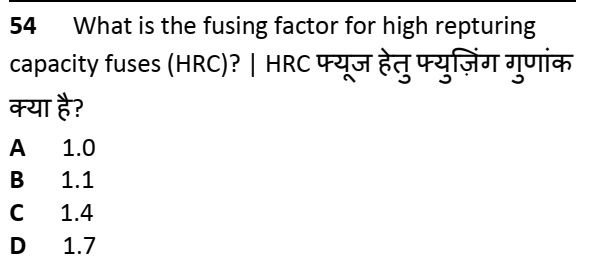 54 What is the fusing factor for high repturing
capacity fuses (HRC)? | HRC फ्यूज हेतु फ्युज़िंग गुणांक
क्या है?
A 1.0
B 1.1
C 1.4
D 1.7